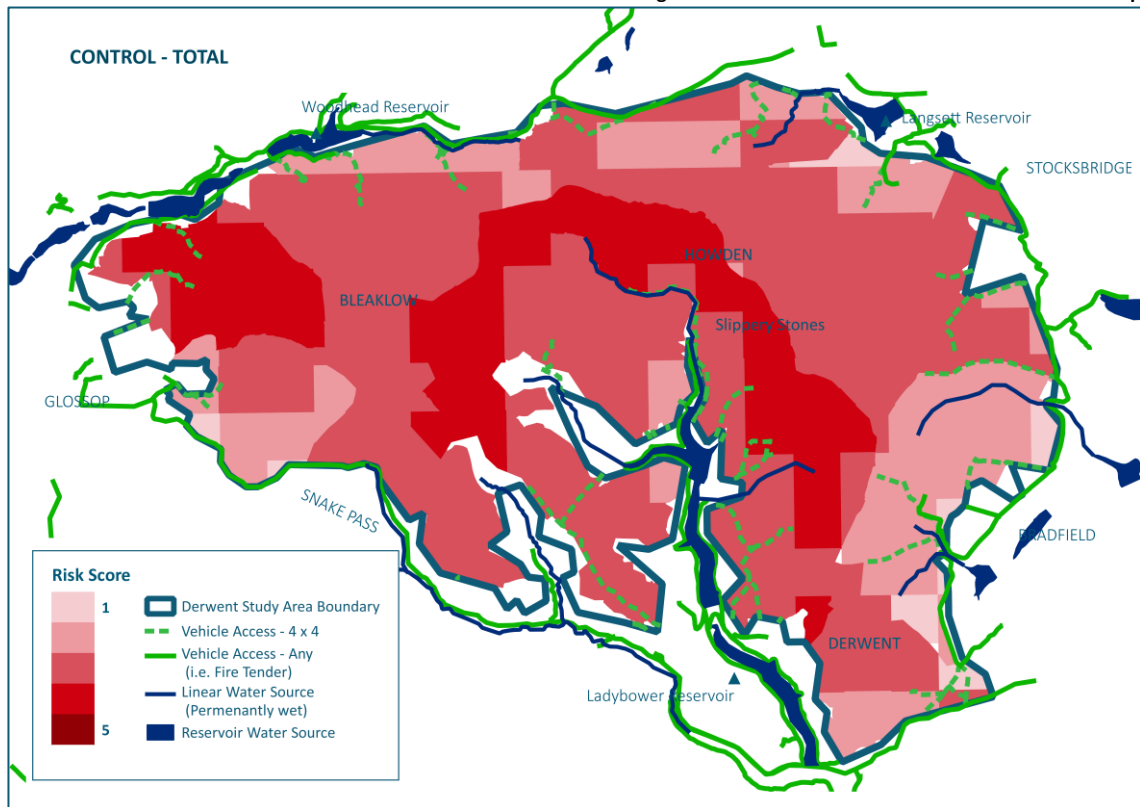 CONTROL - TOTAL
Woodhead Reservoir
Langsett Reservoir
STOCKSBRIDGE
HOWDEN
BLEAKLOW
Slippery Stones
GLOSSOP
SNAKE PASS
BRADFIELD
DERWENT
Ladybower Reservoir
Risk Score
1
5
Derwent Study Area Boundary
Vehicle Access - 4 x 4
Vehicle Access - Any
(i.e. Fire Tender)
Linear Water Source
(Permenantly wet)
Reservoir Water Source